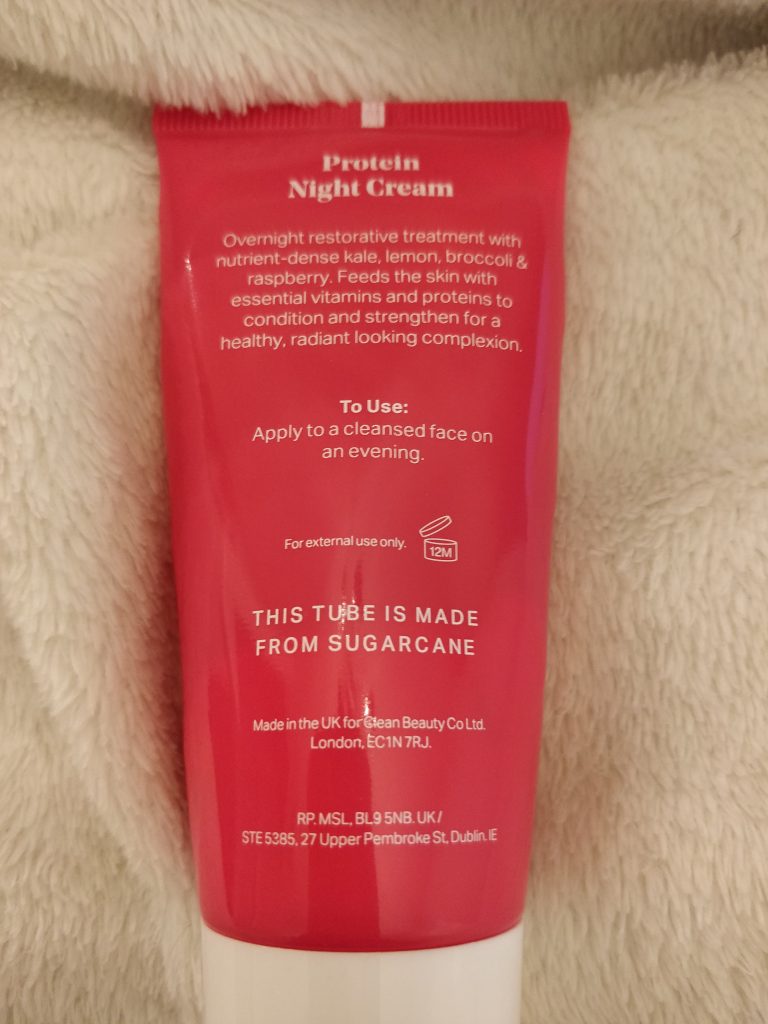 Protein
Night Cream
Overnight restorative treatment with
nutrient-dense kale, lemon, broccoli &
raspberry. Feeds the skin with
essential vitamins and proteins to
condition and strengthen for a
healthy, radiant looking complexion.
To Use:
Apply to a cleansed face on
an evening.
For external use only.
12M
THIS TUBE IS MADE
FROM SUGARCANE
Made in the UK for Clean Beauty Co Ltd.
London, EC1N 7RJ.
RP. MSL, BL9 5NB. UK /
STE 5385, 27 Upper Pembroke St, Dublin. IE